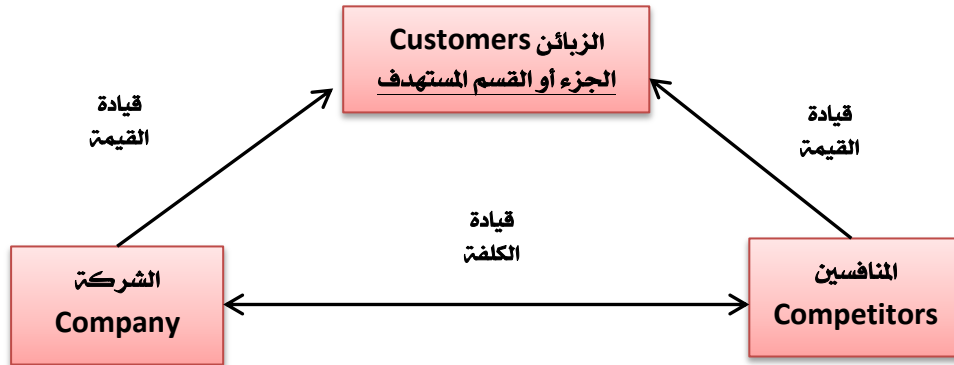 الزبائن Customers
الجزء أو القسم المستهدف
قيادة
القيمة
قيادة
القيمة
قيادة
الكلفة
الشركة
Company
المنافسين
Competitors